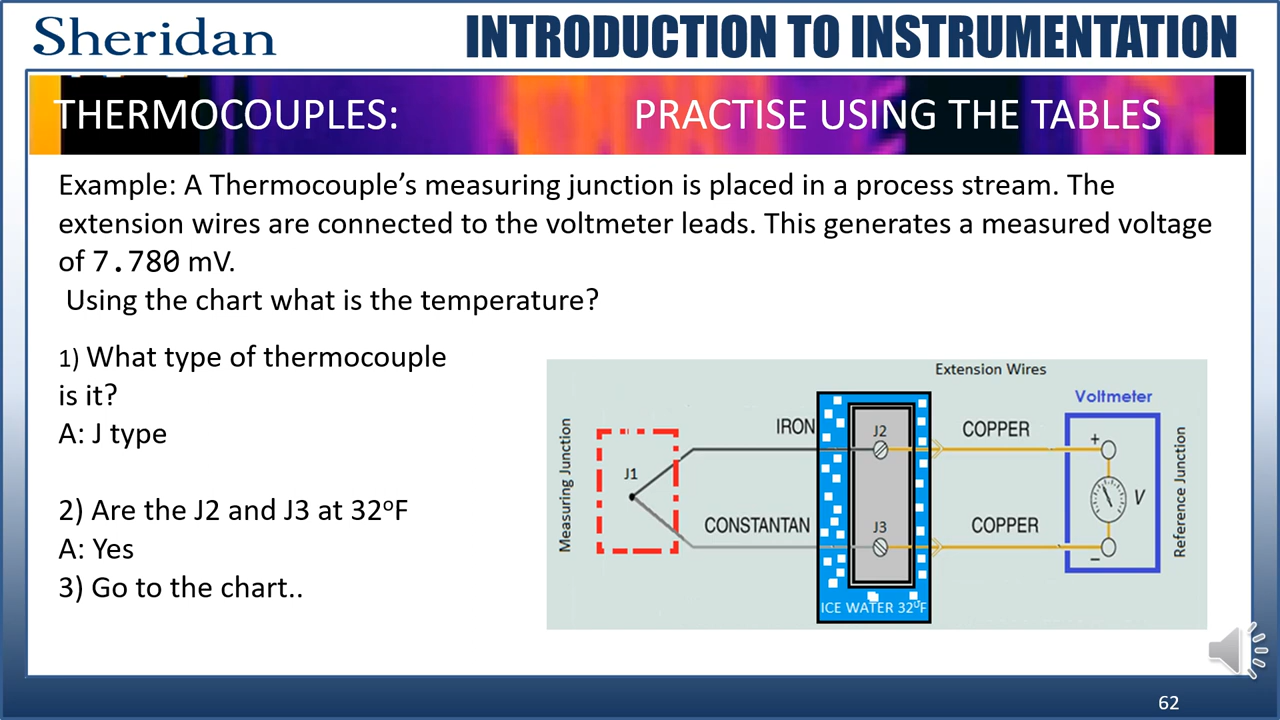 Sheridan
INTRODUCTION TO INSTRUMENTATION
THERMOCOUPLES: PRACTISE USING THE TABLES
Example: A Thermocouple’s measuring junction is placed in a process stream. The
extension wires are connected to the voltmeter leads. This generates a measured voltage
of 7.780 mV.
Using the chart what is the temperature?
1) What type of thermocouple
is it?
A: J type
2) Are the J2 and J3 at 32ºF
A: Yes
3) Go to the chart..
Extension Wires
Voltmeter
Measuring Junction
IRON
J2
COPPER
+
J1
V
Reference Junction
CONSTANTAN
J3
COPPER
–
ICE WATER 32ºF
62